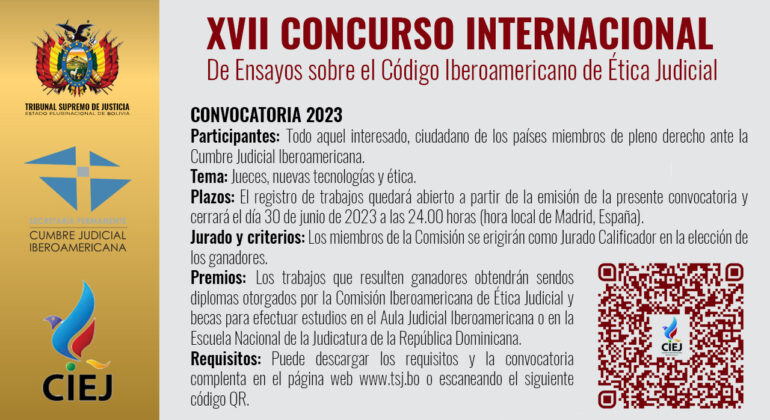 XVII CONCURSO INTERNACIONAL
De Ensayos sobre el Código Iberoamericano de Ética Judicial
TRIBUNAL SUPREMO DE JUSTICIA
ESTADO PLURINACIONAL DE BOLIVIA
SECRETARÍA PERMANENTE
CUMBRE JUDICIAL
IBEROAMERICANA
CIEJ
CONVOCATORIA 2023
Participantes: Todo aquel interesado, ciudadano de los países miembros de pleno derecho ante la
Cumbre Judicial Iberoamericana.
Tema: Jueces, nuevas tecnologías y ética.
Plazos: El registro de trabajos quedará abierto a partir de la emisión de la presente convocatoria y
cerrará el día 30 de junio de 2023 a las 24.00 horas (hora local de Madrid, España).
Jurado y criterios: Los miembros de la Comisión se erigirán como Jurado Calificador en la elección de
los ganadores.
Premios: Los trabajos que resulten ganadores obtendrán sendos
diplomas otorgados por la Comisión Iberoamericana de Ética Judicial y
becas para efectuar estudios en el Aula Judicial Iberoamericana o en la
Escuela Nacional de la Judicatura de la República Dominicana.
Requisitos: Puede descargar los requisitos y la convocatoria
complenta en el página web www.tsj.bo o escaneando el siguiente
código QR.